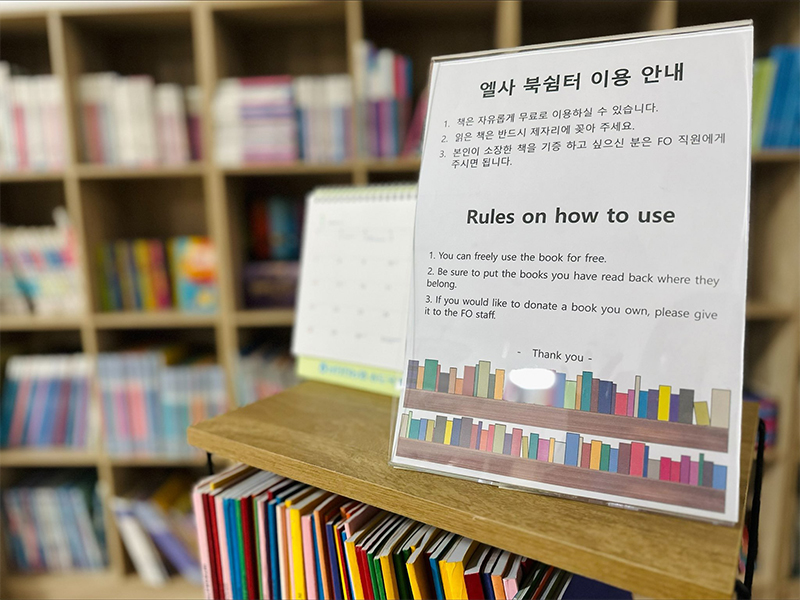 엘사 북쉼터 이용 안내
1. 책은 자유롭게 무료로 이용하실 수 있습니다.
2. 읽은 책은 반드시 제자리에 꽂아 주세요.
3. 본인이 소장한 책을 기증 하고 싶으신 분은 FO 직원에게
주시면 됩니다.
Rules on how to use
1. You can freely use the book for free.
2. Be sure to put the books you have read back where they
belong.
3. If you would like to donate a book you own, please give
it to the FO staff.
- Thank you -